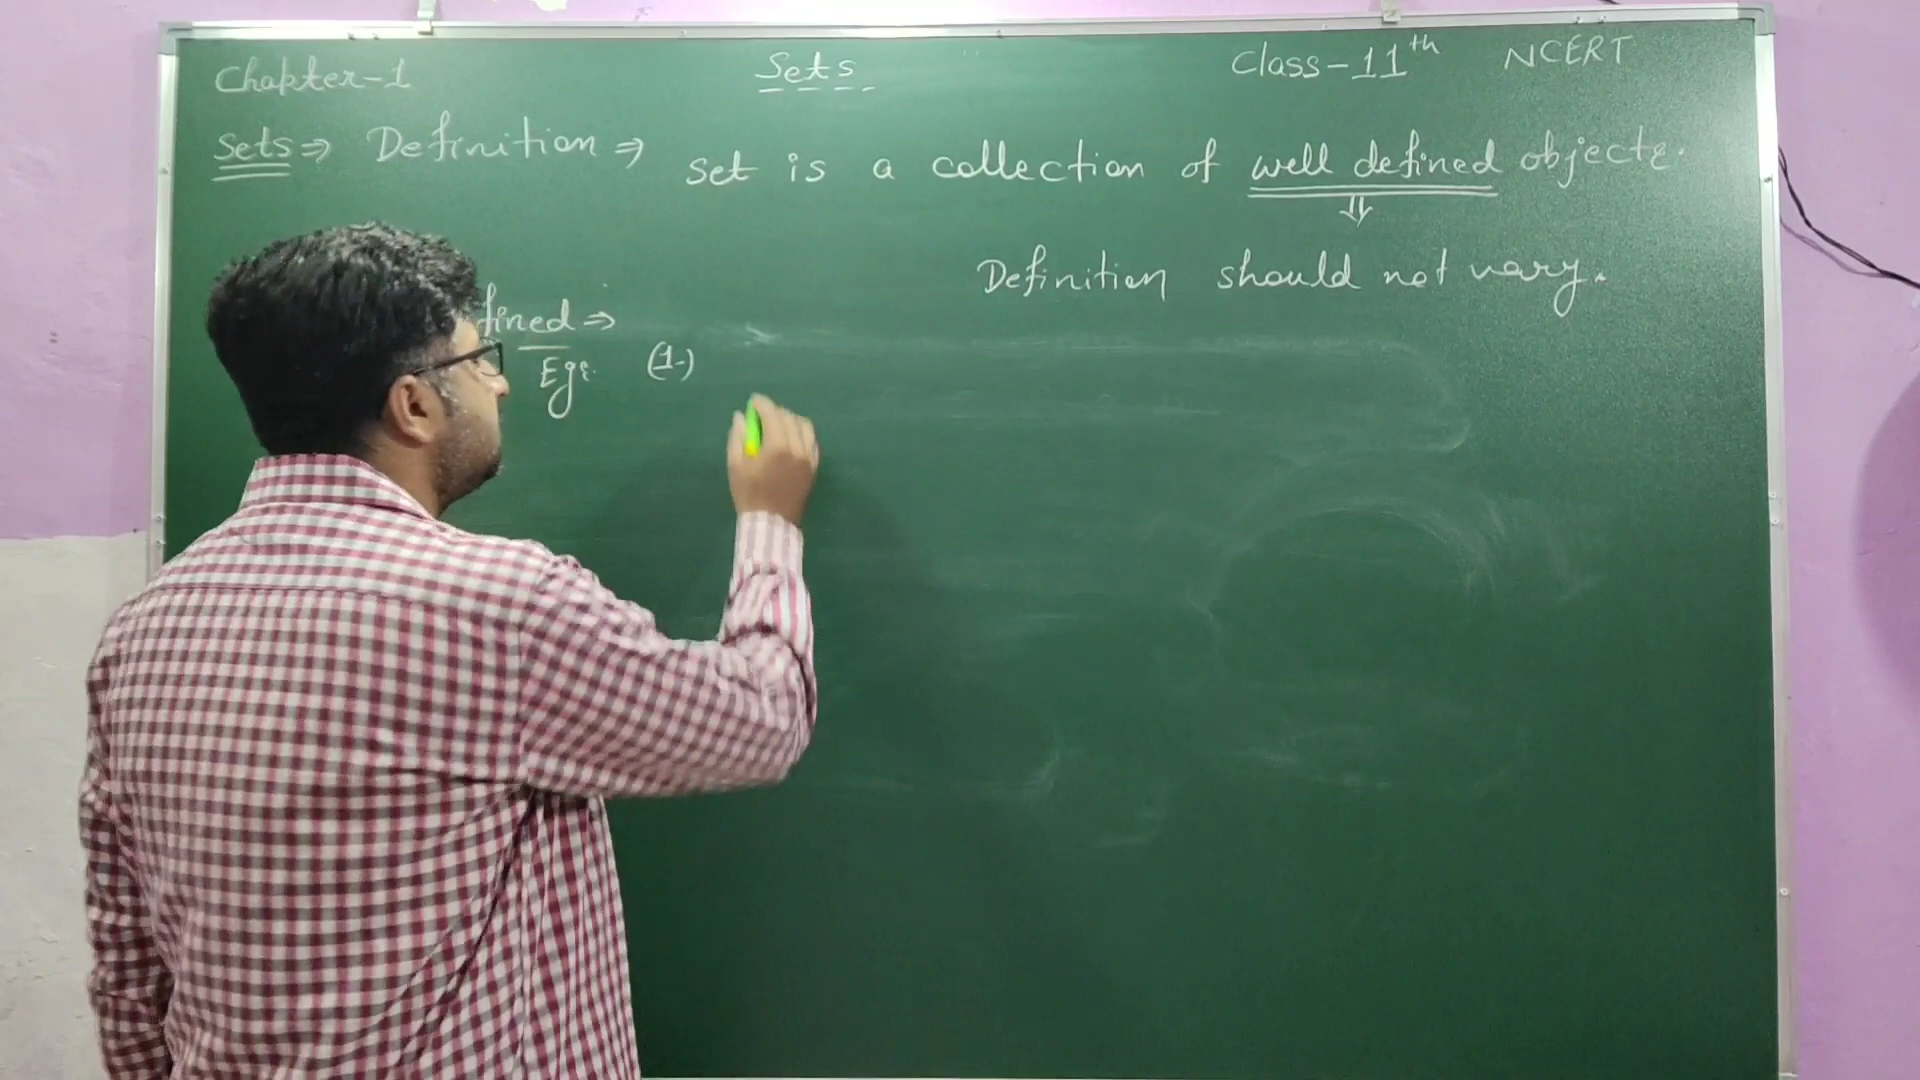 Chapter-1 Sets Class-11th NCERT
Sets⇒ Definition ⇒ Set is a collection of well defined objects.
⇓
Definition should not vary.
fined ⇒
Eg: (1.)